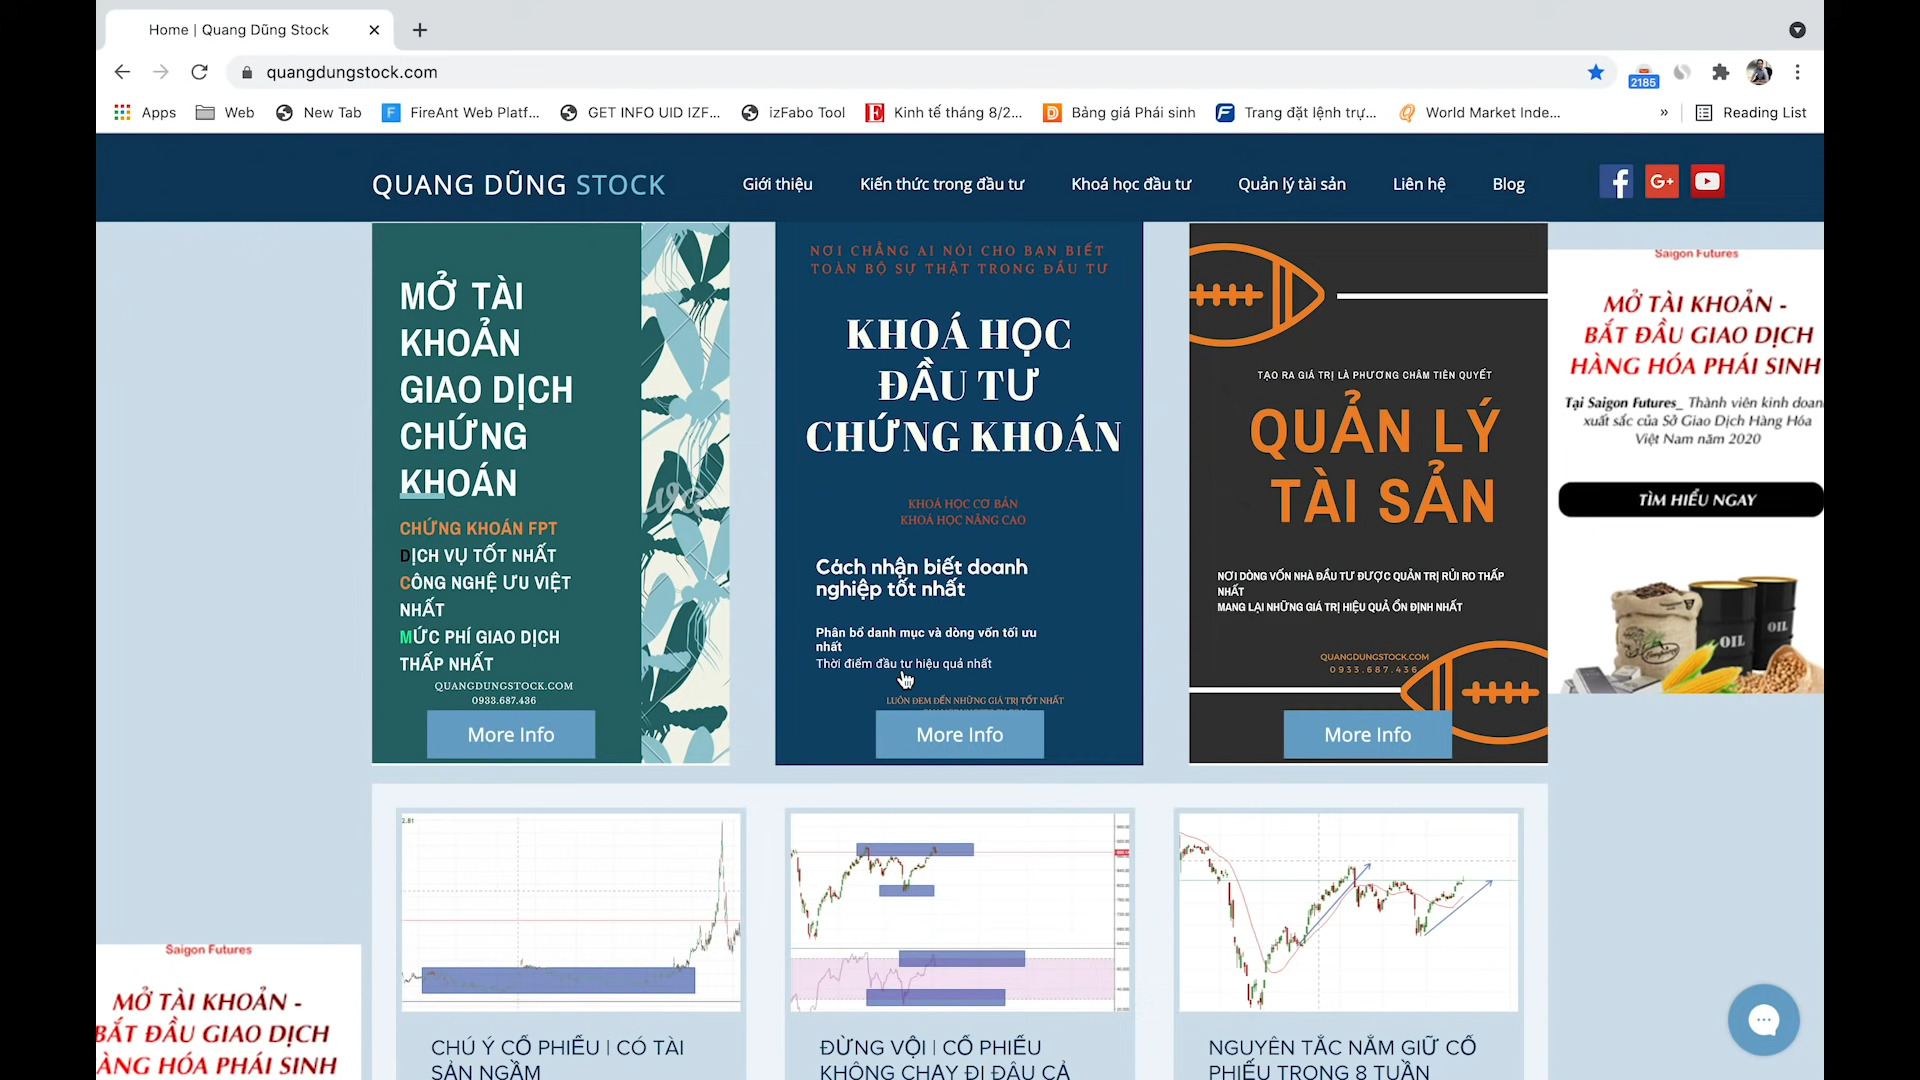 Home | Quang Dũng Stock
quangdungstock.com
2185
Apps
Web
New Tab
FireAnt Web Platf...
GET INFO UID IZF...
izFabo Tool
Kinh tế tháng 8/2...
Bảng giá Phái sinh
Trang đặt lệnh trự...
World Market Inde...
»
Reading List
QUANG DŨNG STOCK
Giới thiệu
Kiến thức trong đầu tư
Khoá học đầu tư
Quản lý tài sản
Liên hệ
Blog
MỞ TÀI
KHOẢN
GIAO DỊCH
CHỨNG
KHOÁN
CHỨNG KHOÁN FPT
DỊCH VỤ TỐT NHẤT
CÔNG NGHỆ ƯU VIỆT
NHẤT
MỨC PHÍ GIAO DỊCH
THẤP NHẤT
QUANGDUNGSTOCK.COM
0933.687.436
More Info
NƠI CHẲNG AI NÓI CHO BẠN BIẾT
TOÀN BỘ SỰ THẬT TRONG ĐẦU TƯ
KHOÁ HỌC
ĐẦU TƯ
CHỨNG KHOÁN
KHOÁ HỌC CƠ BẢN
KHOÁ HỌC NÂNG CAO
Cách nhận biết doanh
nghiệp tốt nhất
Phân bổ danh mục và dòng vốn tối ưu
nhất
Thời điểm đầu tư hiệu quả nhất
LUÔN ĐEM ĐẾN NHỮNG GIÁ TRỊ TỐT NHẤT
More Info
TẠO RA GIÁ TRỊ LÀ PHƯƠNG CHÂM TIÊN QUYẾT
QUẢN LÝ
TÀI SẢN
NƠI DÒNG VỐN NHÀ ĐẦU TƯ ĐƯỢC QUẢN TRỊ RỦI RO THẤP
NHẤT
MANG LẠI NHỮNG GIÁ TRỊ HIỆU QUẢ ỔN ĐỊNH NHẤT
QUANGDUNGSTOCK.COM
0933.687.436
More Info
Saigon Futures
MỞ TÀI KHOẢN -
BẮT ĐẦU GIAO DỊCH
HÀNG HÓA PHÁI SINH
Tại Saigon Futures_ Thành viên kinh doan
xuất sắc của Sở Giao Dịch Hàng Hóa
Việt Nam năm 2020
TÌM HIỂU NGAY
OIL
OIL
2.81
CHÚ Ý CỔ PHIẾU | CÓ TÀI
SẢN NGẦM
ĐỪNG VỘI | CỔ PHIẾU
KHÔNG CHẠY ĐI ĐÂU CẢ
NGUYÊN TẮC NẮM GIỮ CỔ
PHIẾU TRONG 8 TUẦN
Saigon Futures
MỞ TÀI KHOẢN -
BẮT ĐẦU GIAO DỊCH
HÀNG HÓA PHÁI SINH